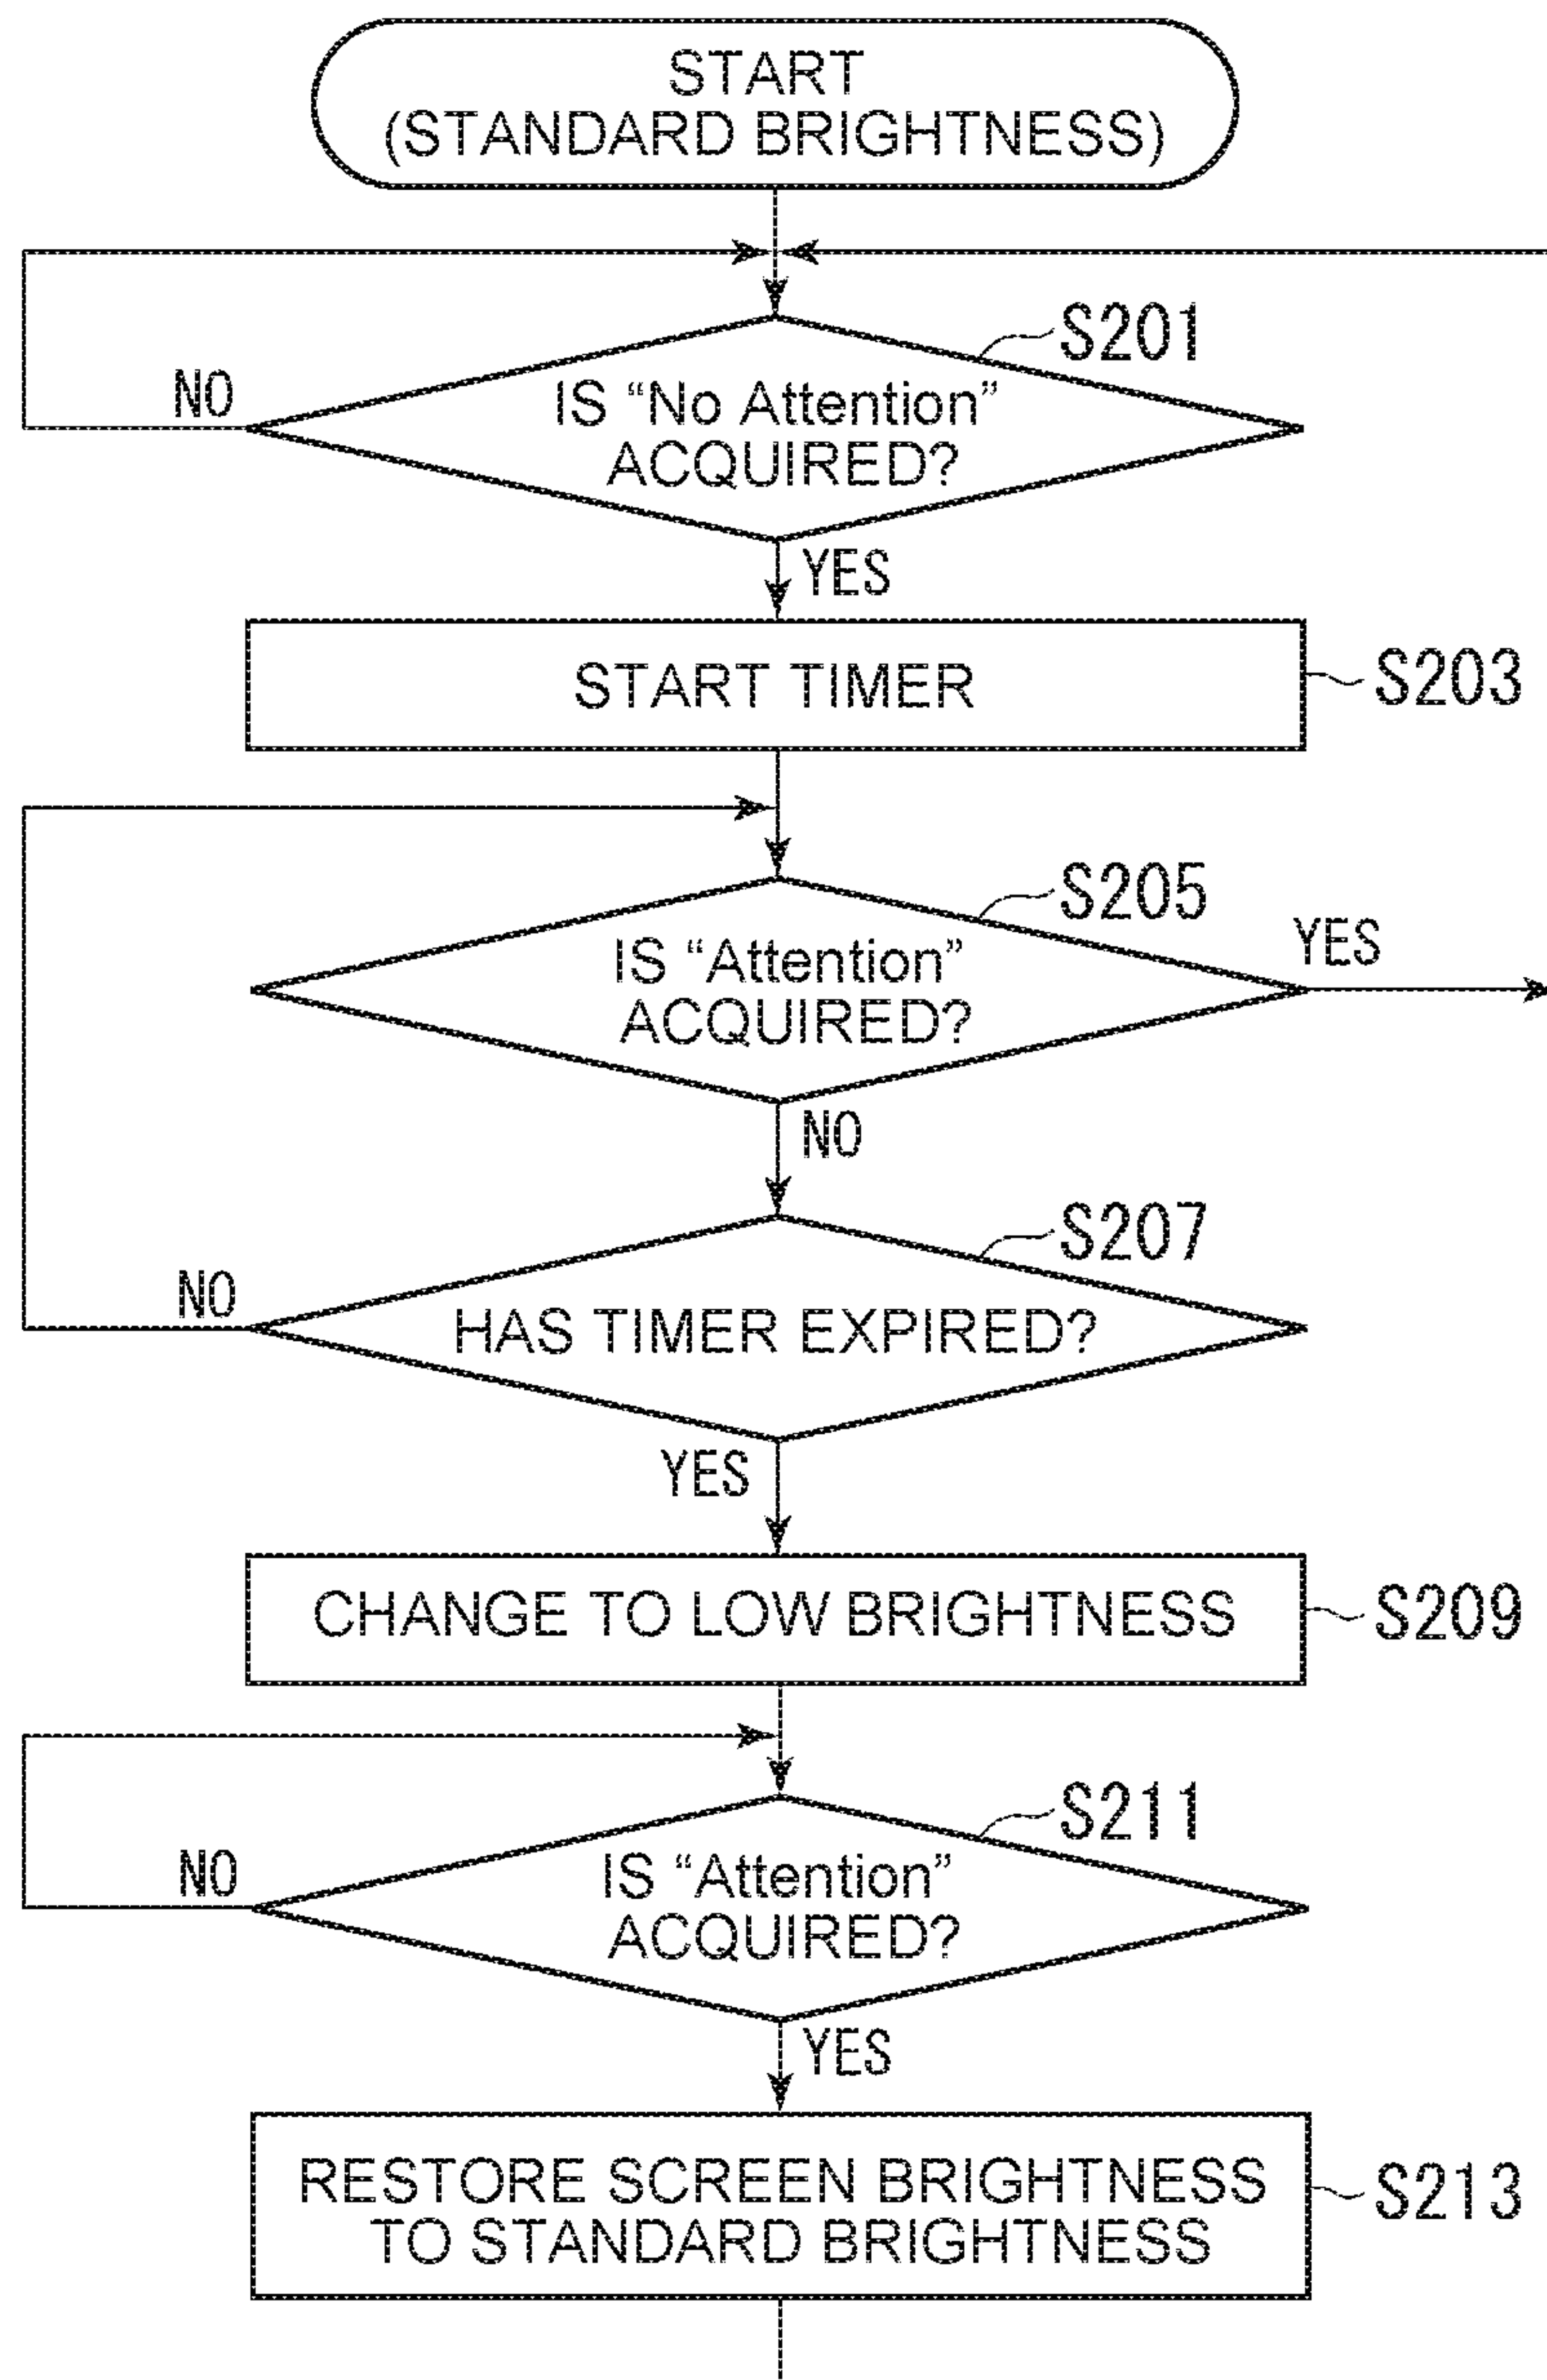 START
(STANDARD BRIGHTNESS)
S201
NO
IS “No Attention”
ACQUIRED?
YES
START TIMER
S203
S205
YES
IS “Attention”
ACQUIRED?
NO
S207
NO
HAS TIMER EXPIRED?
YES
CHANGE TO LOW BRIGHTNESS
S209
S211
NO
IS “Attention”
ACQUIRED?
YES
RESTORE SCREEN BRIGHTNESS
TO STANDARD BRIGHTNESS
S213